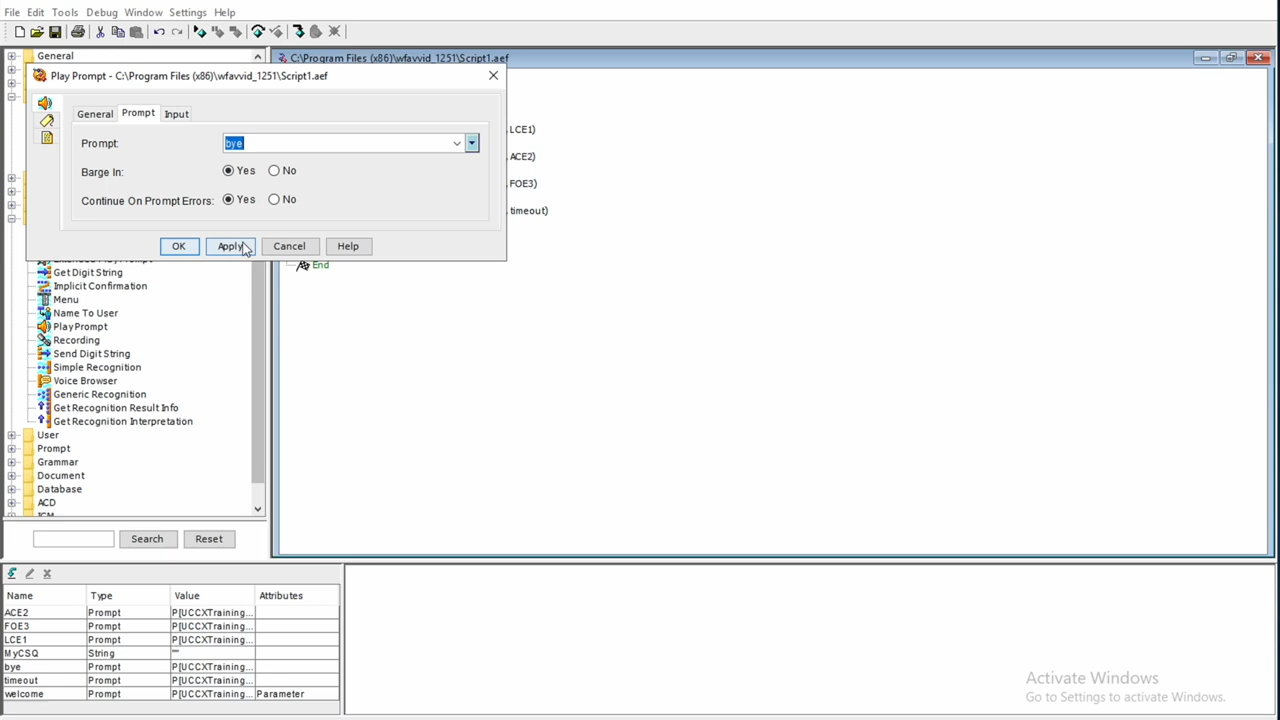 File Edit Tools Debug Window Settings Help
General
C:\Program Files (x86)\wfavvid_1251\Script1.aef
Play Prompt - C:\Program Files (x86)\wfavvid_1251\Script1.aef
General Prompt Input
Prompt: bye
Barge In: Yes No
Continue On Prompt Errors: Yes No
OK Apply Cancel Help
, LCE1)
, ACE2)
, FOE3)
, timeout)
End
Get Digit String
Implicit Confirmation
Menu
Name To User
Play Prompt
Recording
Send Digit String
Simple Recognition
Voice Browser
Generic Recognition
Get Recognition Result Info
Get Recognition Interpretation
User
Prompt
Grammar
Document
Database
ACD
Search Reset
Name Type Value Attributes
ACE2 Prompt P[UCCXTraining...
FOE3 Prompt P[UCCXTraining...
LCE1 Prompt P[UCCXTraining...
MyCSQ String ""
bye Prompt P[UCCXTraining...
timeout Prompt P[UCCXTraining...
welcome Prompt P[UCCXTraining... Parameter
Activate Windows
Go to Settings to activate Windows.